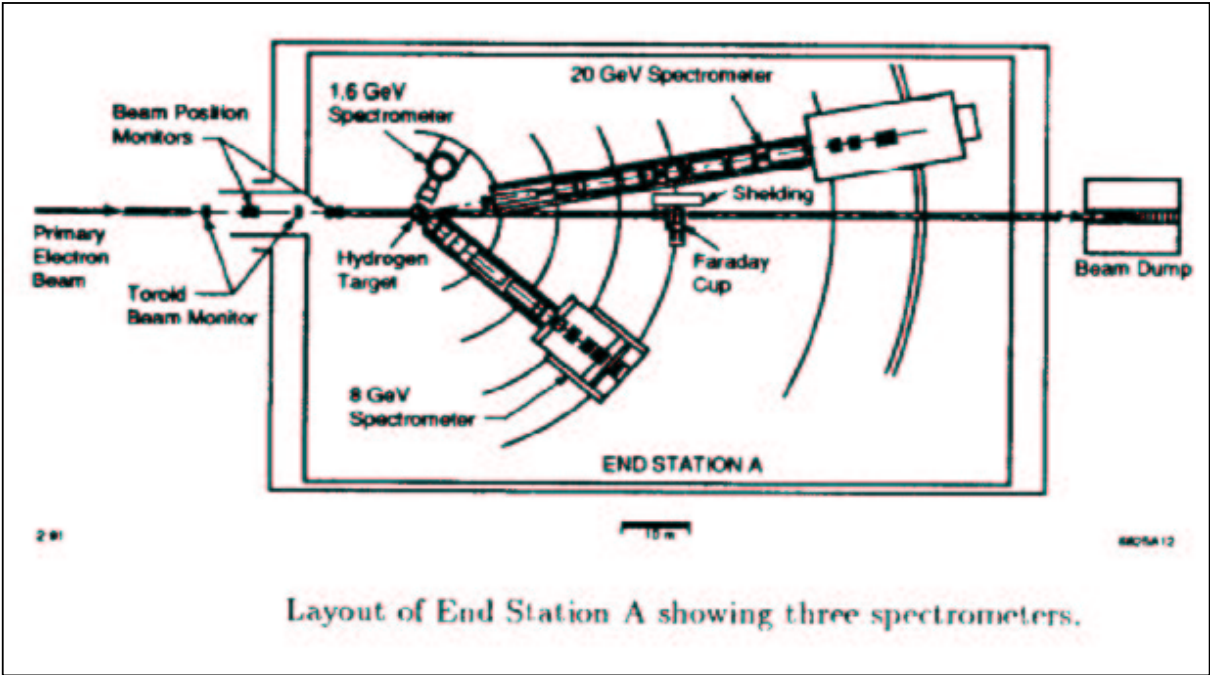 20 GeV Spectrometer
1.6 GeV
Spectrometer
Beam Position
Monitors
Shelding
Primary
Electron
Beam
Hydrogen
Target
Faraday
Cup
Beam Dump
Toroid
Beam Monitor
8 GeV
Spectrometer
END STATION A
10 m
Layout of End Station A showing three spectrometers.